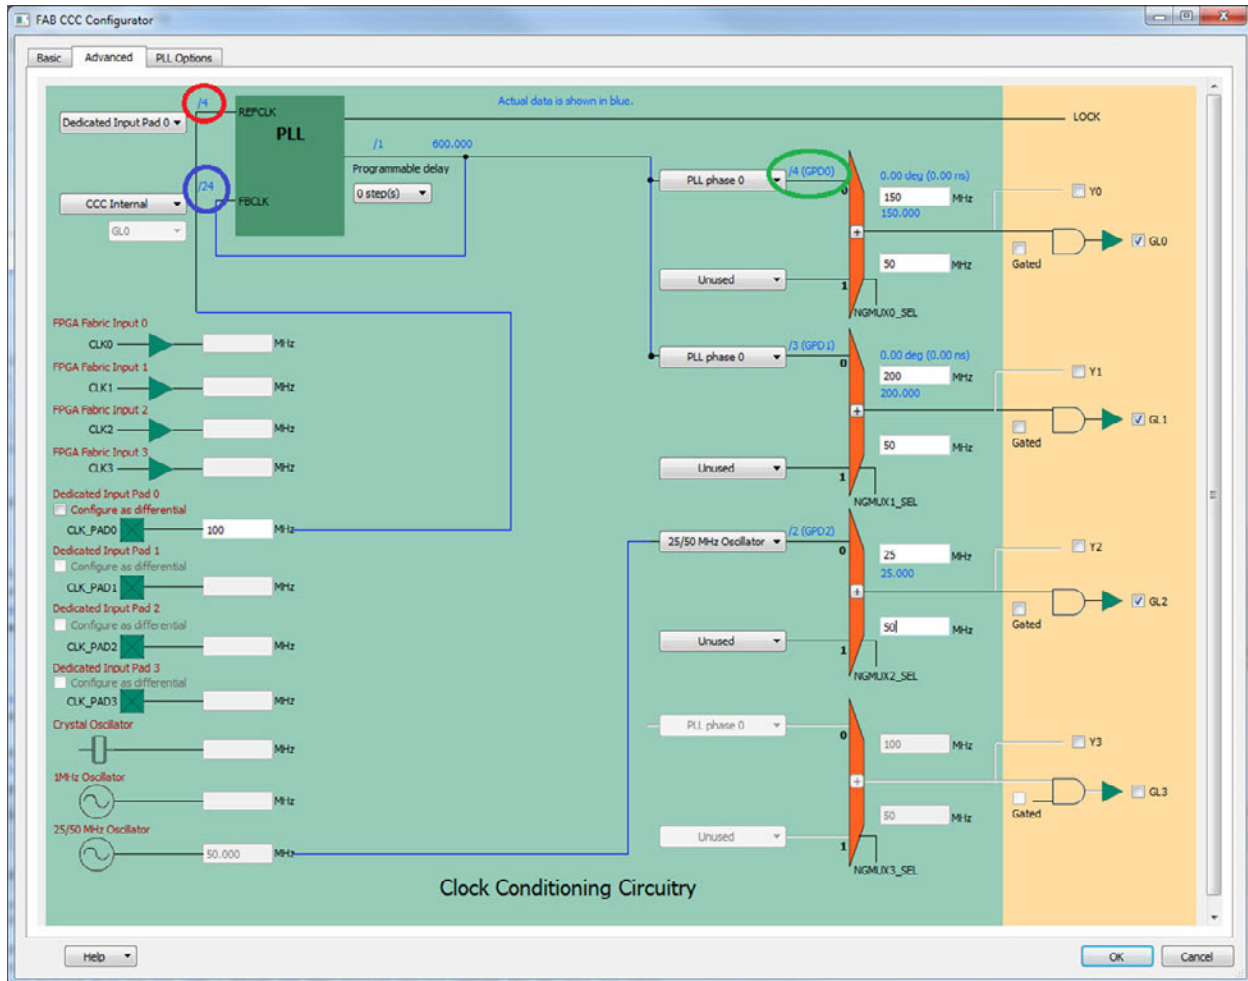 FAB CCC Configurator
Basic Advanced PLL Options
Actual data is shown in blue.
/4
Dedicated Input Pad 0
REFCLK
PLL
LOCK
/1 600.000
Programmable delay
0 step(s)
/24
CCC Internal
FBCLK
GL0
PLL phase 0
/4 (GPD0)
0
0.00 deg (0.00 ns)
150 MHz
150.000
Y0
GL0
Gated
50 MHz
Unused
1
NGMUX0_SEL
PLL phase 0
/3 (GPD1)
0
0.00 deg (0.00 ns)
200 MHz
200.000
Y1
GL1
Gated
50 MHz
Unused
1
NGMUX1_SEL
FPGA Fabric Input 0
CLK0 MHz
FPGA Fabric Input 1
CLK1 MHz
FPGA Fabric Input 2
CLK2 MHz
FPGA Fabric Input 3
CLK3 MHz
Dedicated Input Pad 0
Configure as differential
CLK_PAD0 100 MHz
Dedicated Input Pad 1
Configure as differential
CLK_PAD1 MHz
Dedicated Input Pad 2
Configure as differential
CLK_PAD2 MHz
Dedicated Input Pad 3
Configure as differential
CLK_PAD3 MHz
Crystal Oscillator
MHz
1MHz Oscillator
MHz
25/50 MHz Oscillator
50.000 MHz
25/50 MHz Oscillator
/2 (GPD2)
0
25 MHz
25.000
Y2
GL2
Gated
50 MHz
Unused
1
NGMUX2_SEL
PLL phase 0
0
100 MHz
Y3
GL3
Gated
50 MHz
Unused
1
NGMUX3_SEL
Clock Conditioning Circuitry
Help OK Cancel